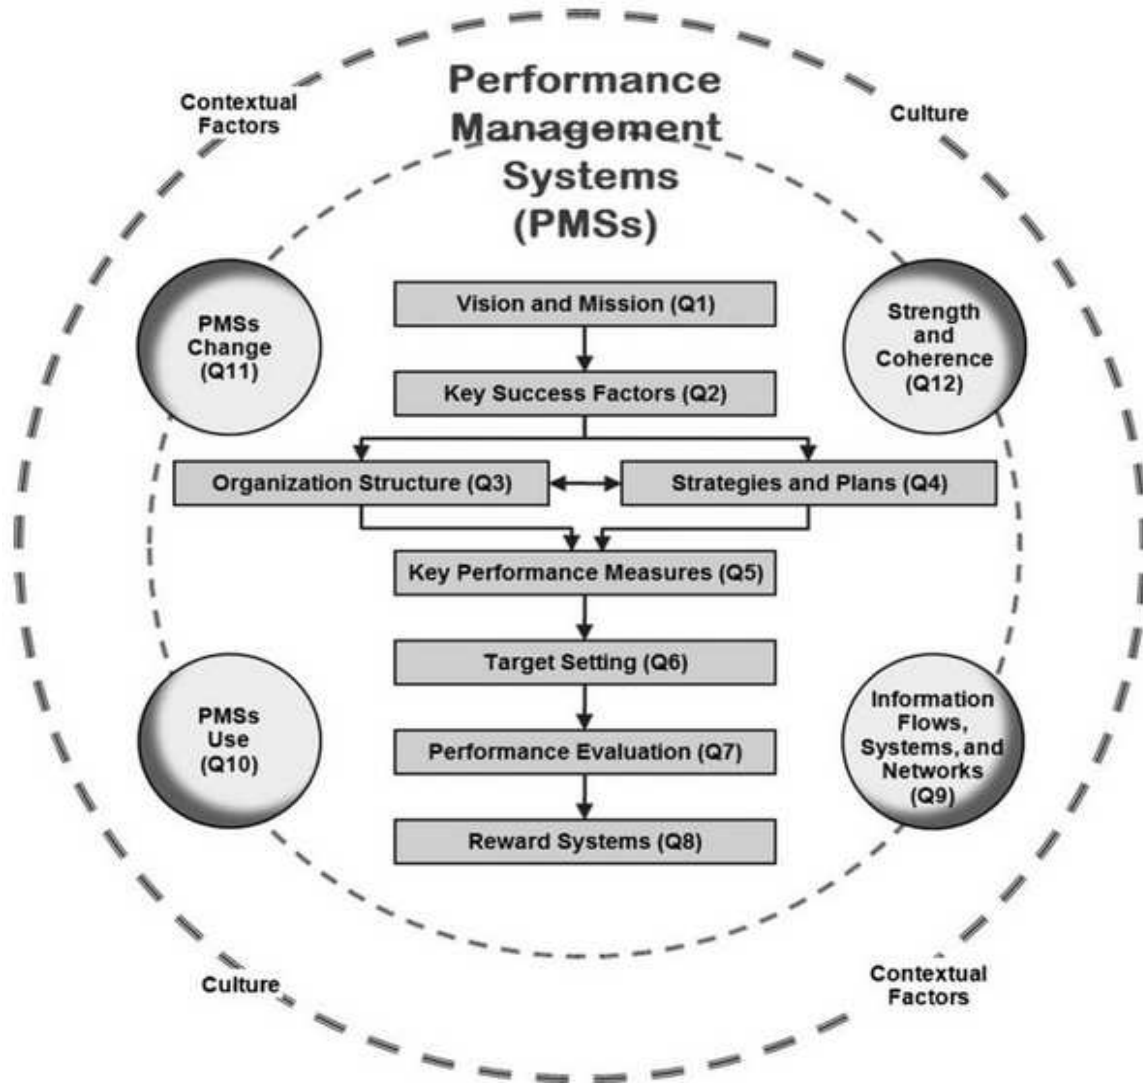 Performance
Management
Systems
(PMSs)
Contextual
Factors
Culture
PMSs
Change
(Q11)
Vision and Mission (Q1)
Strength
and
Coherence
(Q12)
Key Success Factors (Q2)
Organization Structure (Q3)
Strategies and Plans (Q4)
Key Performance Measures (Q5)
Target Setting (Q6)
PMSs
Use
(Q10)
Performance Evaluation (Q7)
Information
Flows,
Systems, and
Networks
(Q9)
Reward Systems (Q8)
Culture
Contextual
Factors